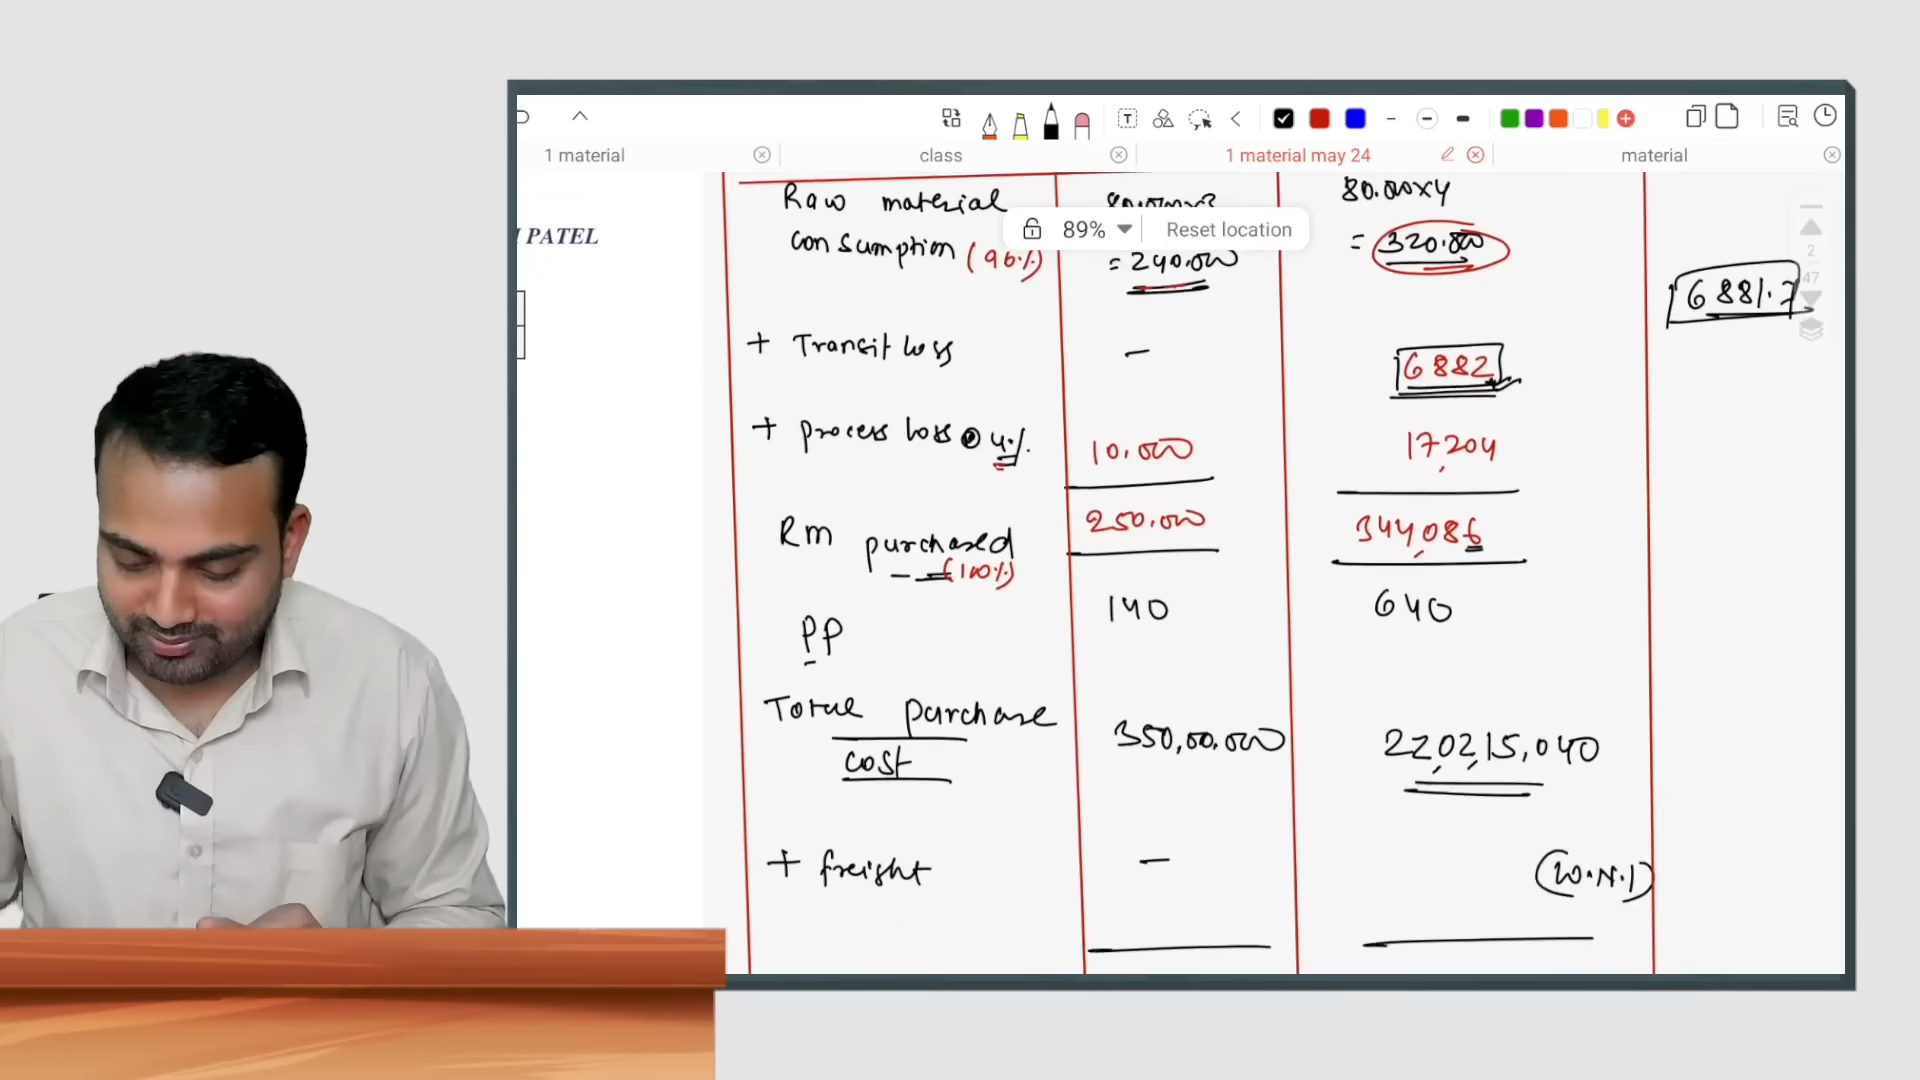 1 material
class
1 material may 24
material
PATEL
89%
Reset location
2
47
Raw material
consumption (96%)
= 240.000
80.000x4
= 320.000
6881.7
+ Transit loss
—
6882
+ process loss @ 4%
10,000
17,204
Rm purchased (100%)
250.000
344,086
PP
140
640
Total purchase
cost
350,00,000
22,02,15,040
+ freight
—
(W.N.1)